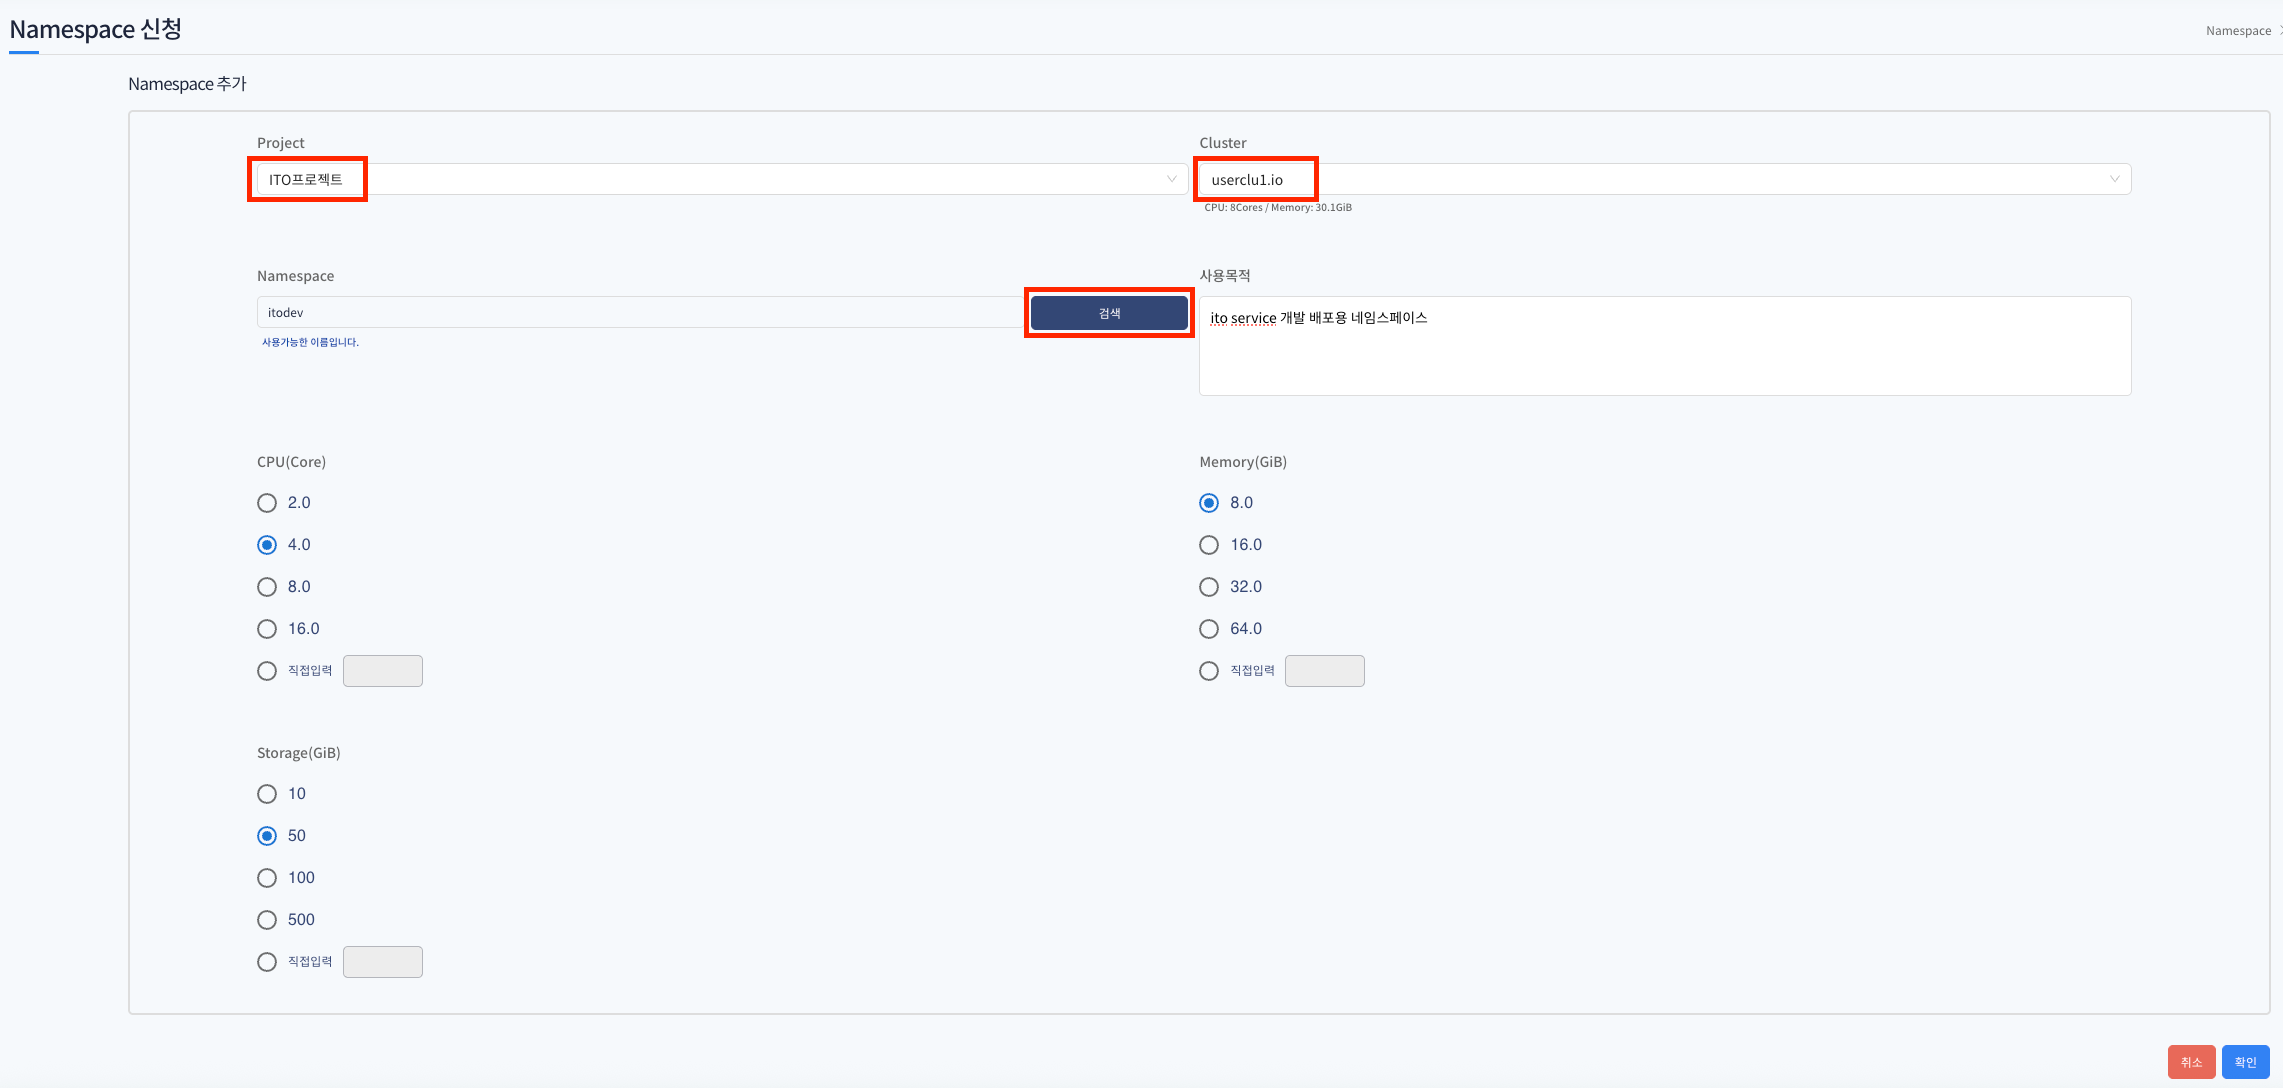 Namespace 신청
Namespace
Namespace 추가
Project
Cluster
ITO프로젝트
userclu1.io
CPU: 8Cores / Memory: 30.1GiB
Namespace
사용목적
itodev
검색
ito service 개발 배포용 네임스페이스
사용가능한 이름입니다.
CPU(Core)
2.0
4.0
8.0
16.0
직접입력
Memory(GiB)
8.0
16.0
32.0
64.0
직접입력
Storage(GiB)
10
50
100
500
직접입력
취소
확인